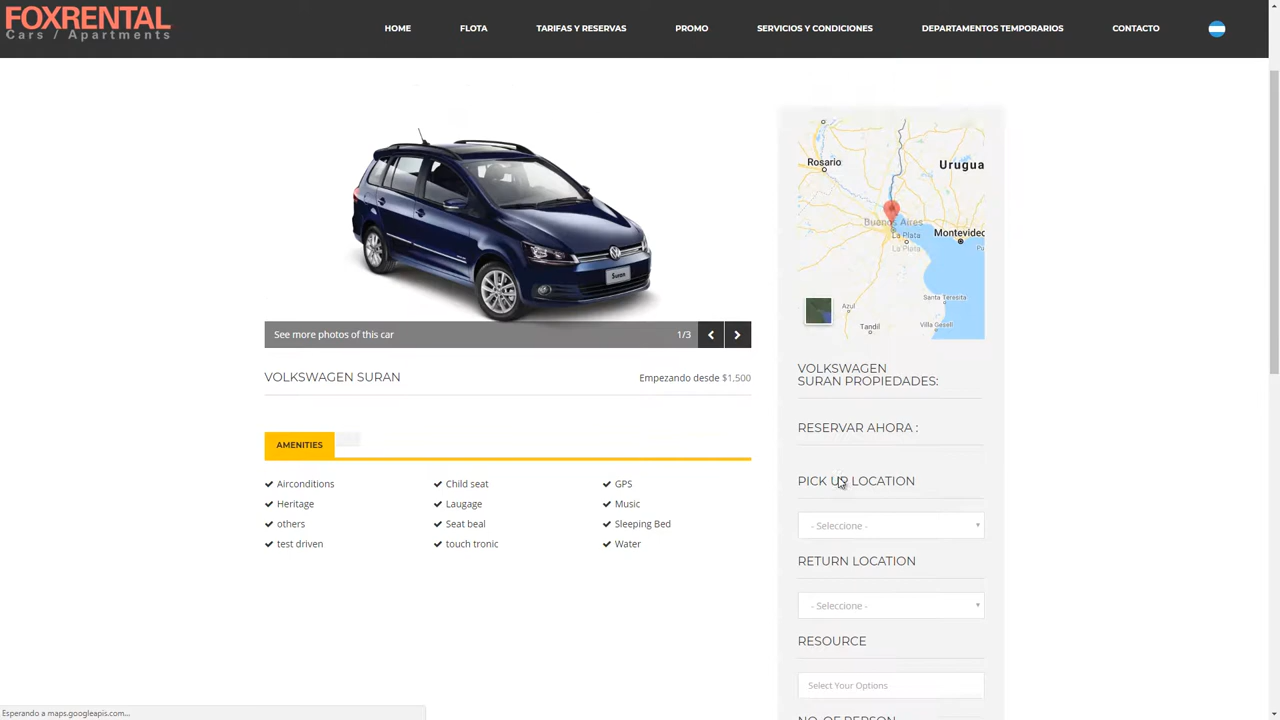 FOXRENTAL
Cars / Apartments
HOME
FLOTA
TARIFAS Y RESERVAS
PROMO
SERVICIOS Y CONDICIONES
DEPARTAMENTOS TEMPORARIOS
CONTACTO
Suran
See more photos of this car
1/3
VOLKSWAGEN SURAN
Empezando desde $1.500
AMENITIES
Airconditions
Child seat
GPS
Heritage
Laugage
Music
others
Seat beal
Sleeping Bed
test driven
touch tronic
Water
Rosario
Urugua
Buenos Aires
La Plata
La Plata
Montevideo
Santa Teresita
Azul
Villa Gesell
Tandil
VOLKSWAGEN
SURAN PROPIEDADES:
RESERVAR AHORA :
PICK UP LOCATION
- Seleccione -
RETURN LOCATION
- Seleccione -
RESOURCE
Select Your Options
NO. OF PERSON
Esperando a maps.googleapis.com...